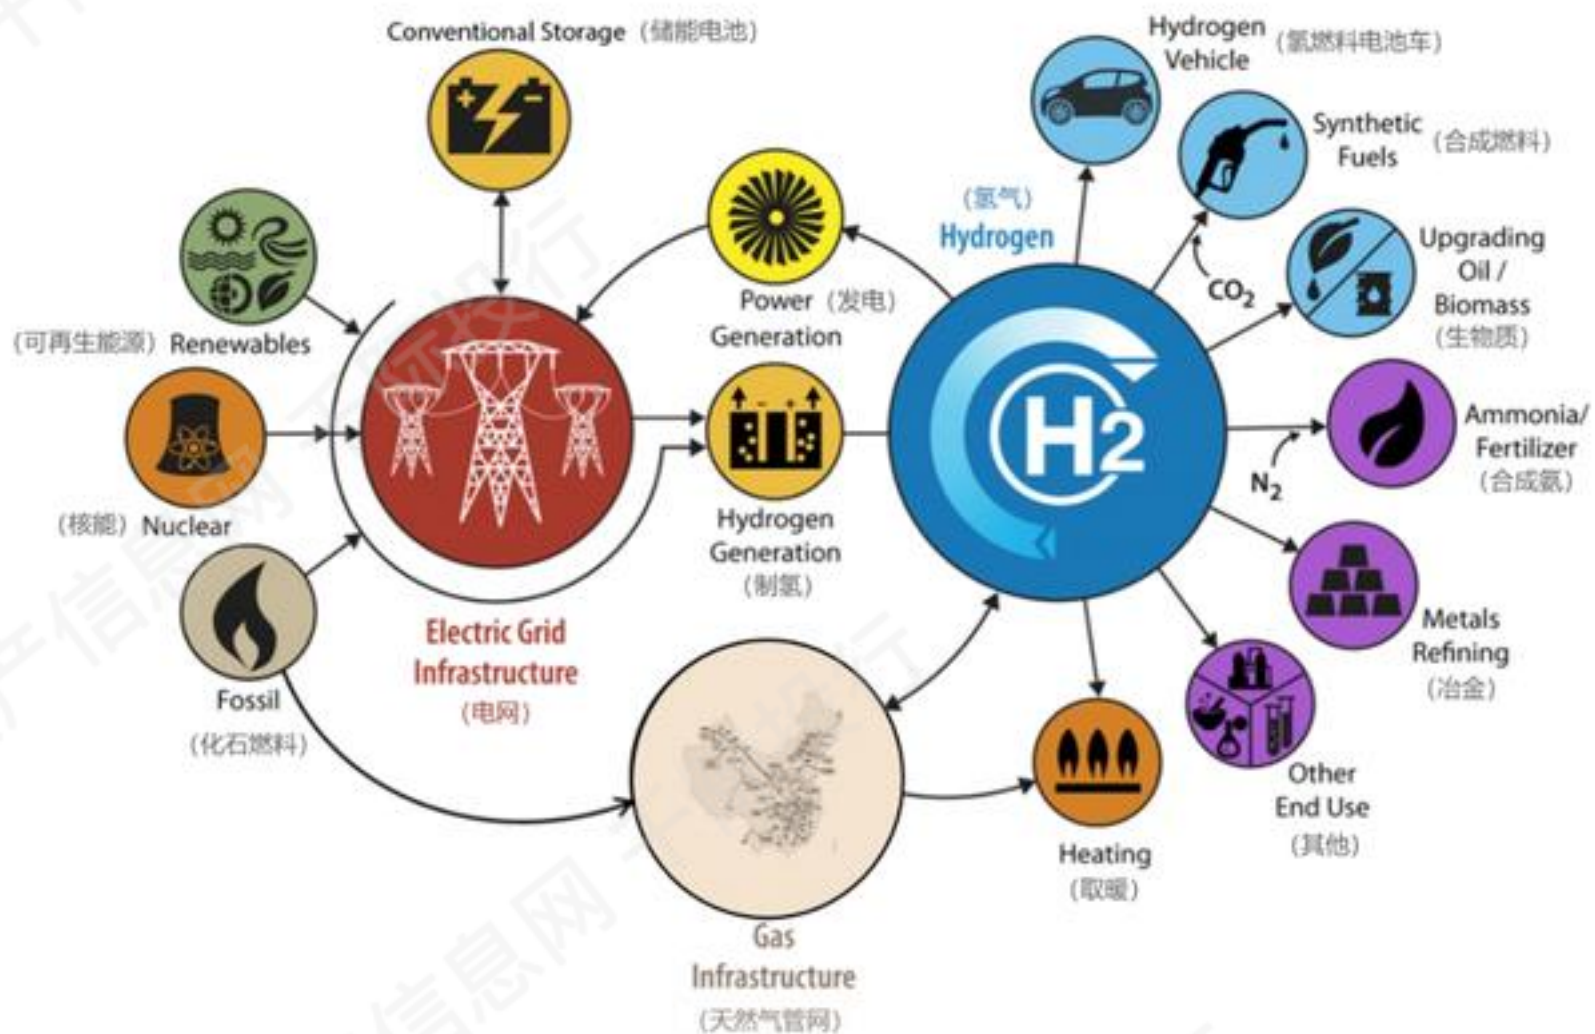 Conventional Storage（储能电池）
Hydrogen
Vehicle
（氢燃料电池车）
Synthetic
Fuels
（合成燃料）
（氢气）
Hydrogen
CO2
Upgrading
Oil /
Biomass
（生物质）
Power（发电）
Generation
（可再生能源）Renewables
H2
Ammonia/
Fertilizer
（合成氨）
N2
（核能）Nuclear
Hydrogen
Generation
（制氢）
Electric Grid
Infrastructure
（电网）
Metals
Refining
（冶金）
Fossil
（化石燃料）
Other
End Use
（其他）
Heating
（取暖）
Gas
Infrastructure
（天然气管网）